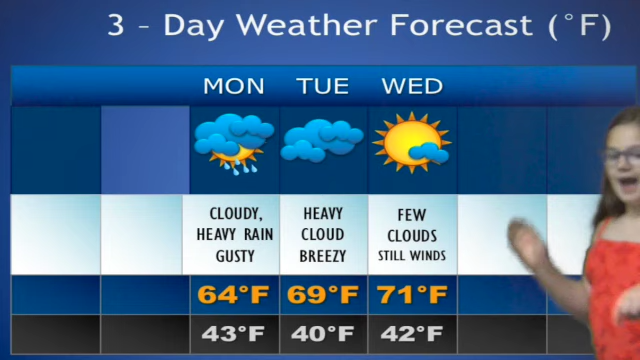 3 - Day Weather Forecast (°F)
MON TUE WED
CLOUDY, HEAVY RAIN GUSTY
HEAVY CLOUD BREEZY
FEW CLOUDS STILL WINDS
64°F 69°F 71°F
43°F 40°F 42°F